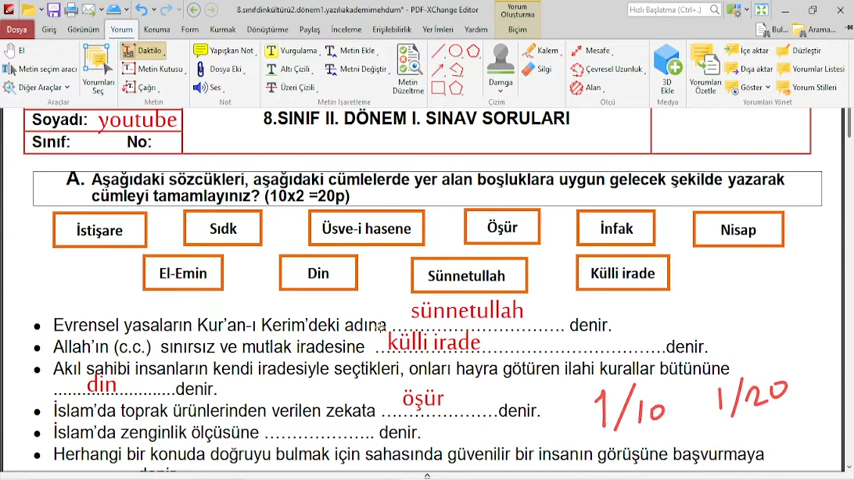 8.sınıfdinkültürü2.dönem1.yazılıakademimehdum* - PDF-XChange Editor
Yorum Oluşturma
Hızlı Başlatma (Ctrl+...
Dosya Giriş Görünüm Yorum Yorumla Kur. Form Koruma Düzenle Kurumak Dönüştürme Paylaş Gözden Geçir Ekranlık Yer İmleri Yardım Biçim Bul... Arama...
El Daktilo Yapışkan Not Vurgulama Metin Ekle Kalem Mesafe İçe aktar Düzleştir
Metin seçim aracı Metin Kutusu Dosya Eki Altı Çizili Metni Değiştir Silgi Çevresel Uzunluk Dışa aktar Yorumlar Listesi
Diğer Araçlar Yorumları Seç Çağrı Ses Üzeri Çizili Metin Düzeltme Damga Alan 3D Ekle Yorumları Özetle Göster Yorum Stilleri
Araçlar Metin Not Metin İşaretleme Çizim Ölçü Medya Yorumları Yönet
Soyadı: youtube
8.SINIF II. DÖNEM I. SINAV SORULARI
Sınıf: No:
A. Aşağıdaki sözcükleri, aşağıdaki cümlelerde yer alan boşluklara uygun gelecek şekilde yazarak
cümleyi tamamlayınız? (10x2 =20p)
İstişare Sıdk Üsve-i hasene Öşür İnfak Nisap
El-Emin Din Sünnetullah Külli irade
• Evrensel yasaların Kur'an-ı Kerim'deki adına sünnetullah denir.
• Allah'ın (c.c.) sınırsız ve mutlak iradesine külli irade denir.
• Akıl sahibi insanların kendi iradesiyle seçtikleri, onları hayra götüren ilahi kurallar bütününe
din denir.
• İslam'da toprak ürünlerinden verilen zekata öşür denir. 1/10 1/20
• İslam'da zenginlik ölçüsüne ……………….. denir.
• Herhangi bir konuda doğruyu bulmak için sahasında güvenilir bir insanın görüşüne başvurmaya